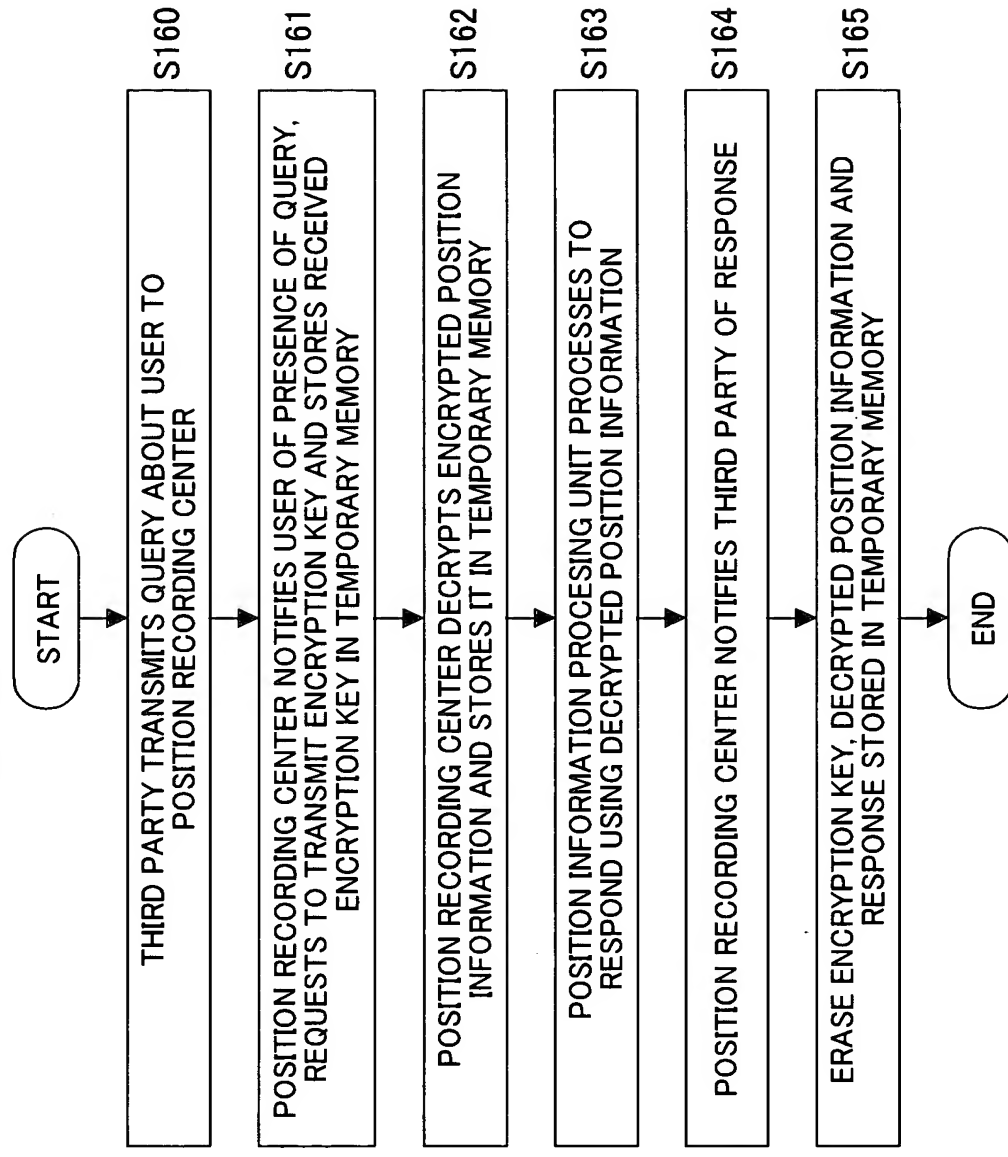 START
THIRD PARTY TRANSMITS QUERY ABOUT USER TO
POSITION RECORDING CENTER
S160
POSITION RECORDING CENTER NOTIFIES USER OF PRESENCE OF QUERY,
REQUESTS TO TRANSMIT ENCRYPTION KEY AND STORES RECEIVED
ENCRYPTION KEY IN TEMPORARY MEMORY
S161
POSITION RECORDING CENTER DECRYPTS ENCRYPTED POSITION
INFORMATION AND STORES IT IN TEMPORARY MEMORY
S162
POSITION INFORMATION PROCESING UNIT PROCESSES TO
RESPOND USING DECRYPTED POSITION INFORMATION
S163
POSITION RECORDING CENTER NOTIFIES THIRD PARTY OF RESPONSE
S164
ERASE ENCRYPTION KEY, DECRYPTED POSITION INFORMATION AND
RESPONSE STORED IN TEMPORARY MEMORY
S165
END